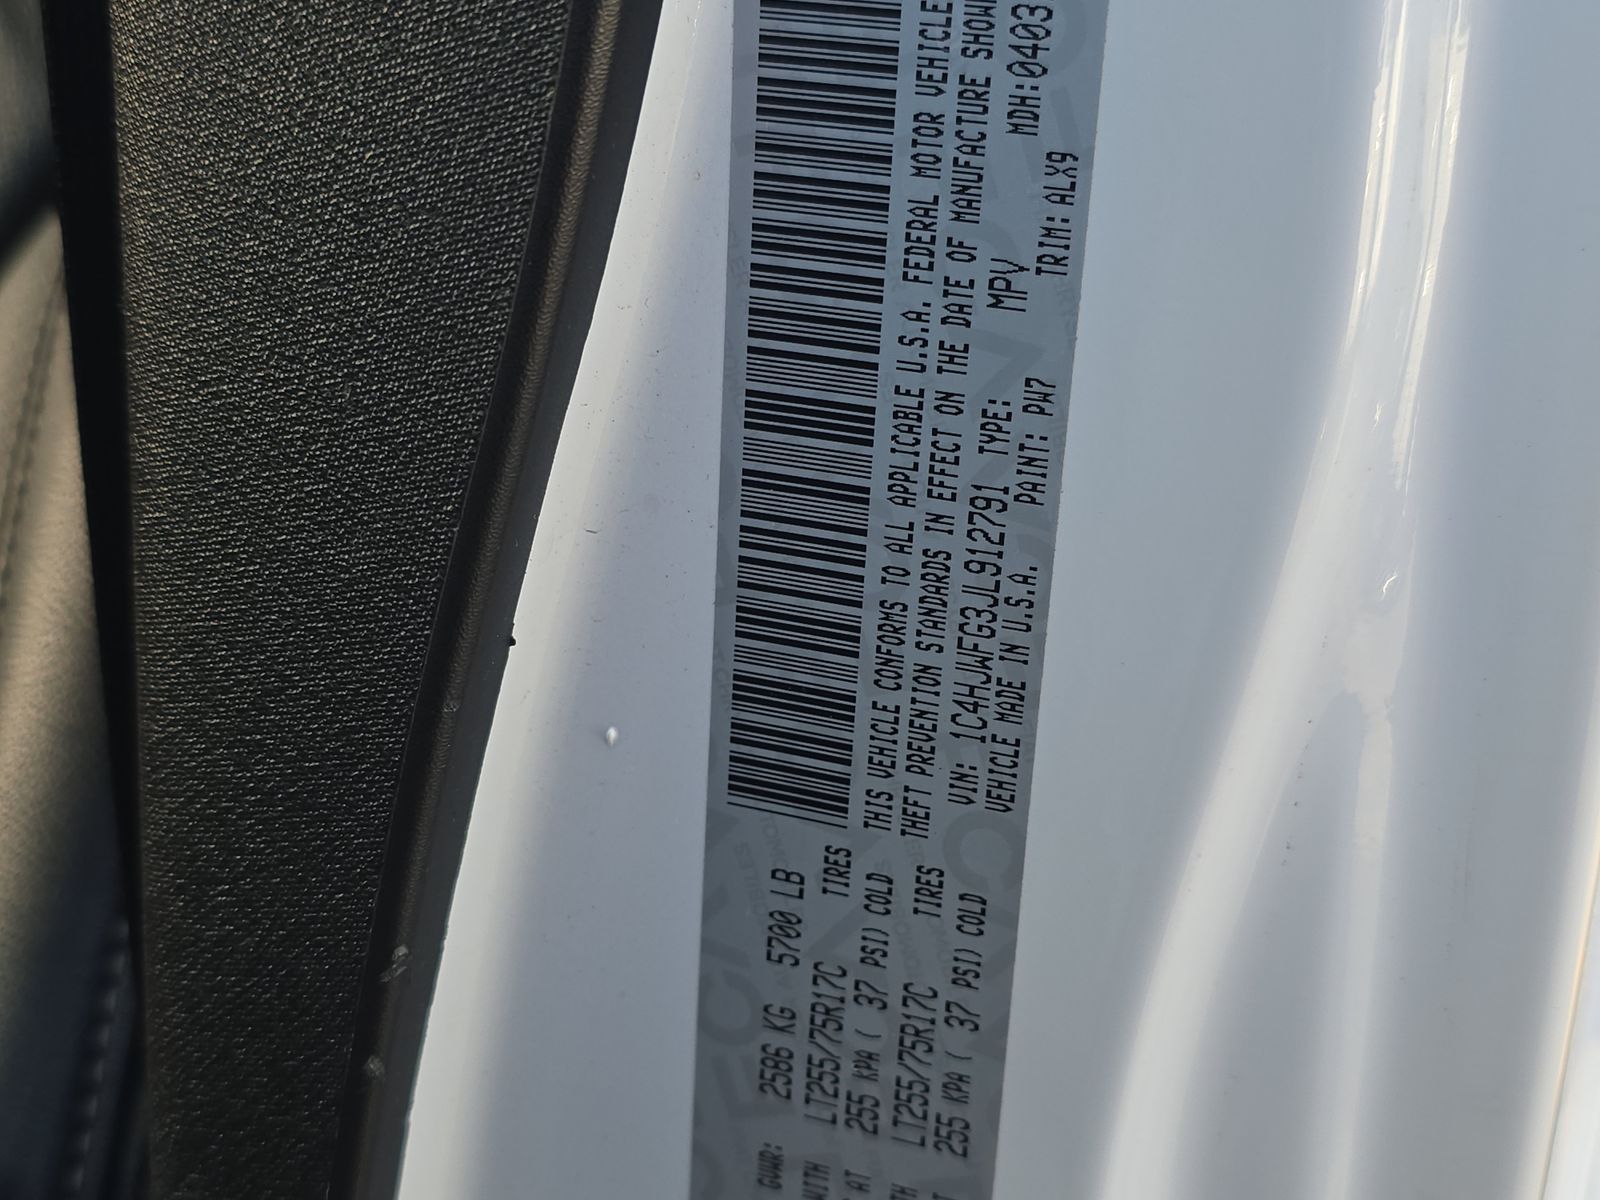 GVWR: 2586 KG 5700 LB
WITH LT255/75R17C TIRES
AT 255 KPA ( 37 PSI) COLD
LT255/75R17C TIRES
255 KPA ( 37 PSI) COLD
THIS VEHICLE CONFORMS TO ALL APPLICABLE U.S.A. FEDERAL MOTOR VEHICLE
THEFT PREVENTION STANDARDS IN EFFECT ON THE DATE OF MANUFACTURE
VIN: 1C4HJWFG3JL912791 TYPE: MPV MDH:0403
VEHICLE MADE IN U.S.A. PAINT: PW7 TRIM: ALX9